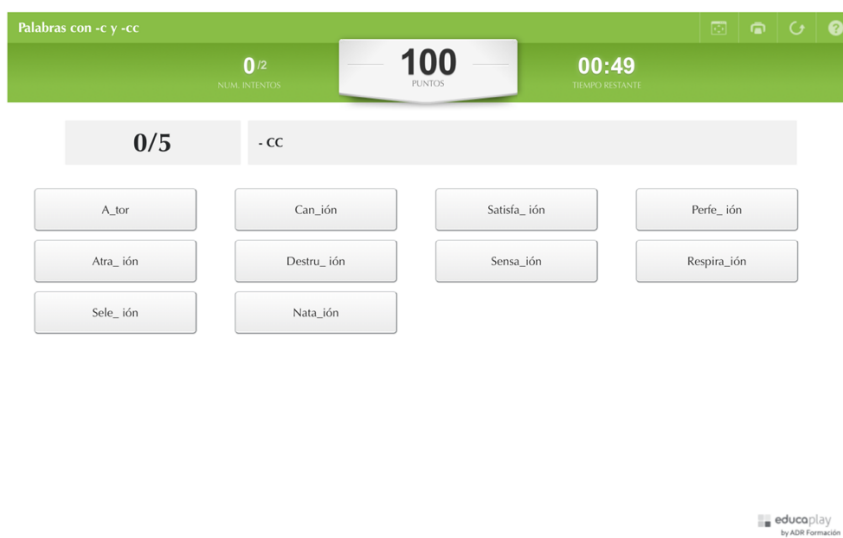 Palabras con -c y -cc
0 /2
NUM. INTENTOS
100
PUNTOS
00:49
TIEMPO RESTANTE
0/5
- CC
A_tor
Can_ión
Satisfa_ ión
Perfe_ ión
Atra_ ión
Destru_ ión
Sensa_ión
Respira_ión
Sele_ ión
Nata_ión
educaplay
by ADR Formación